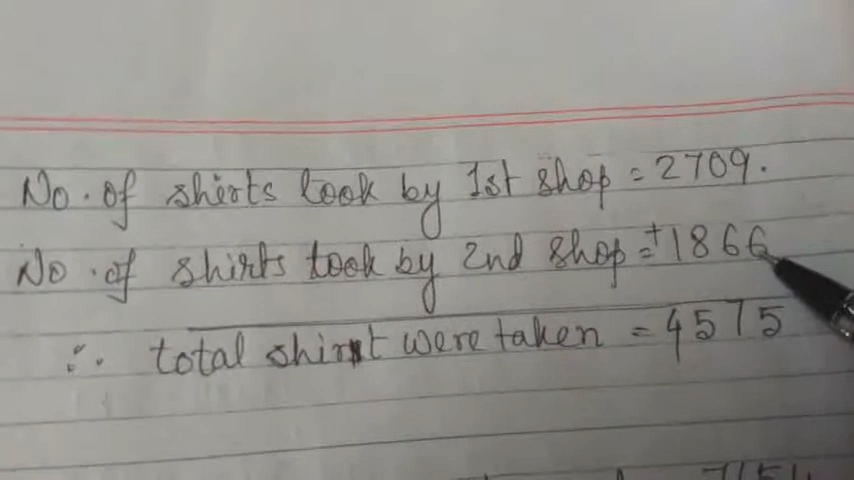 No. of shirts took by 1st shop = 2709.
No. of shirts took by 2nd shop = +1866
∴ total shirt were taken = 4575